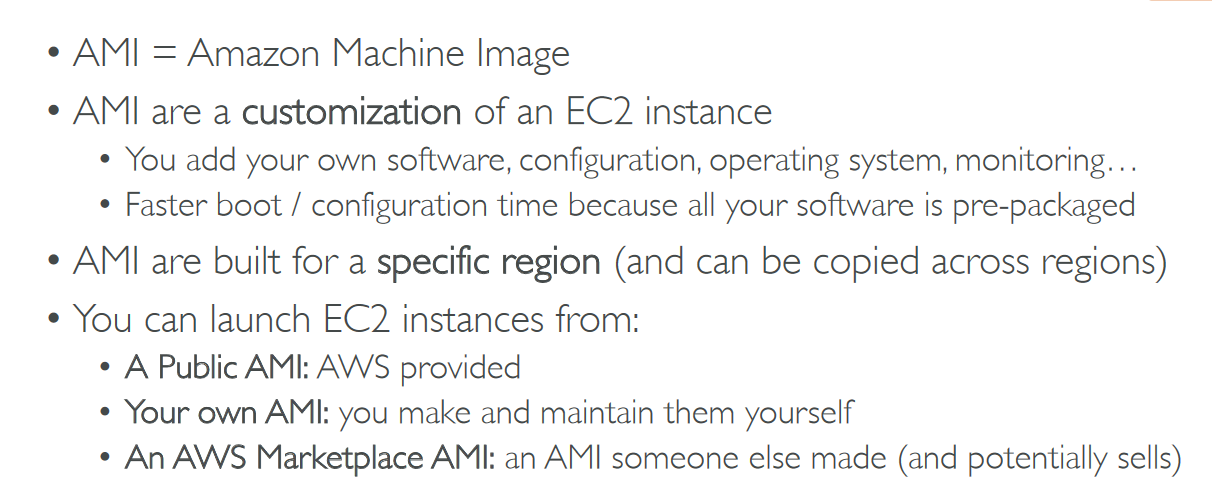 • AMI = Amazon Machine Image
• AMI are a customization of an EC2 instance
• You add your own software, configuration, operating system, monitoring…
• Faster boot / configuration time because all your software is pre-packaged
• AMI are built for a specific region (and can be copied across regions)
• You can launch EC2 instances from:
• A Public AMI: AWS provided
• Your own AMI: you make and maintain them yourself
• An AWS Marketplace AMI: an AMI someone else made (and potentially sells)